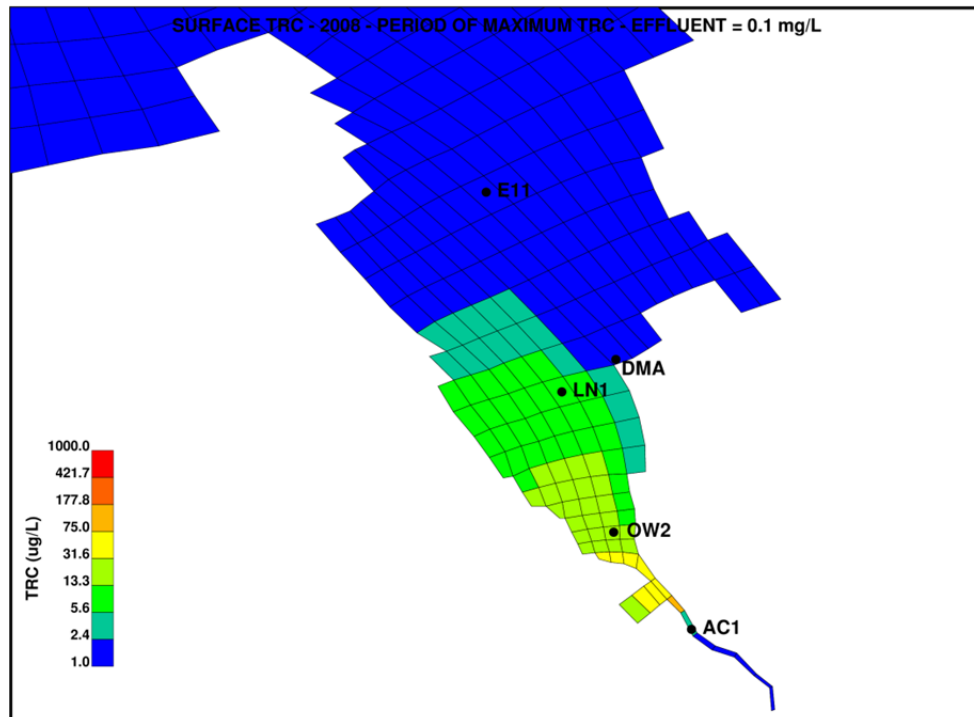 SURFACE TRC - 2008 - PERIOD OF MAXIMUM TRC - EFFLUENT = 0.1 mg/L
E11
DMA
LN1
OW2
AC1
TRC (ug/L)
1000.0
421.7
177.8
75.0
31.6
13.3
5.6
2.4
1.0